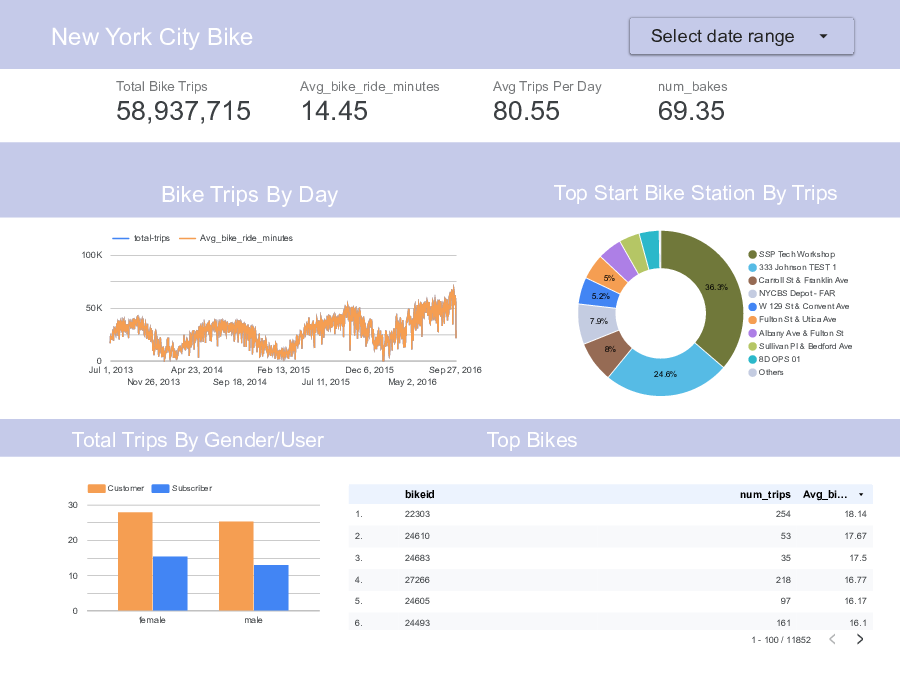 New York City Bike
Select date range
Total Bike Trips
58,937,715
Avg_bike_ride_minutes
14.45
Avg Trips Per Day
80.55
num_bakes
69.35
Bike Trips By Day
total-trips Avg_bike_ride_minutes
100K
50K
0
Jul 1, 2013 Apr 23, 2014 Feb 13, 2015 Dec 6, 2015 Sep 27, 2016
Nov 26, 2013 Sep 18, 2014 Jul 11, 2015 May 2, 2016
Top Start Bike Station By Trips
36.3%
24.6%
8%
7.9%
5.2%
5%
SSP Tech Workshop
333 Johnson TEST 1
Carroll St & Franklin Ave
NYCBS Depot - FAR
W 129 St & Convent Ave
Fulton St & Utica Ave
Albany Ave & Fulton St
Sullivan Pl & Bedford Ave
8D OPS 01
Others
Total Trips By Gender/User
Customer Subscriber
30
20
10
0
female male
Top Bikes
bikeid num_trips Avg_bi...
1. 22303 254 18.14
2. 24610 53 17.67
3. 24683 35 17.5
4. 27266 218 16.77
5. 24605 97 16.17
6. 24493 161 16.1
1 - 100 / 11852